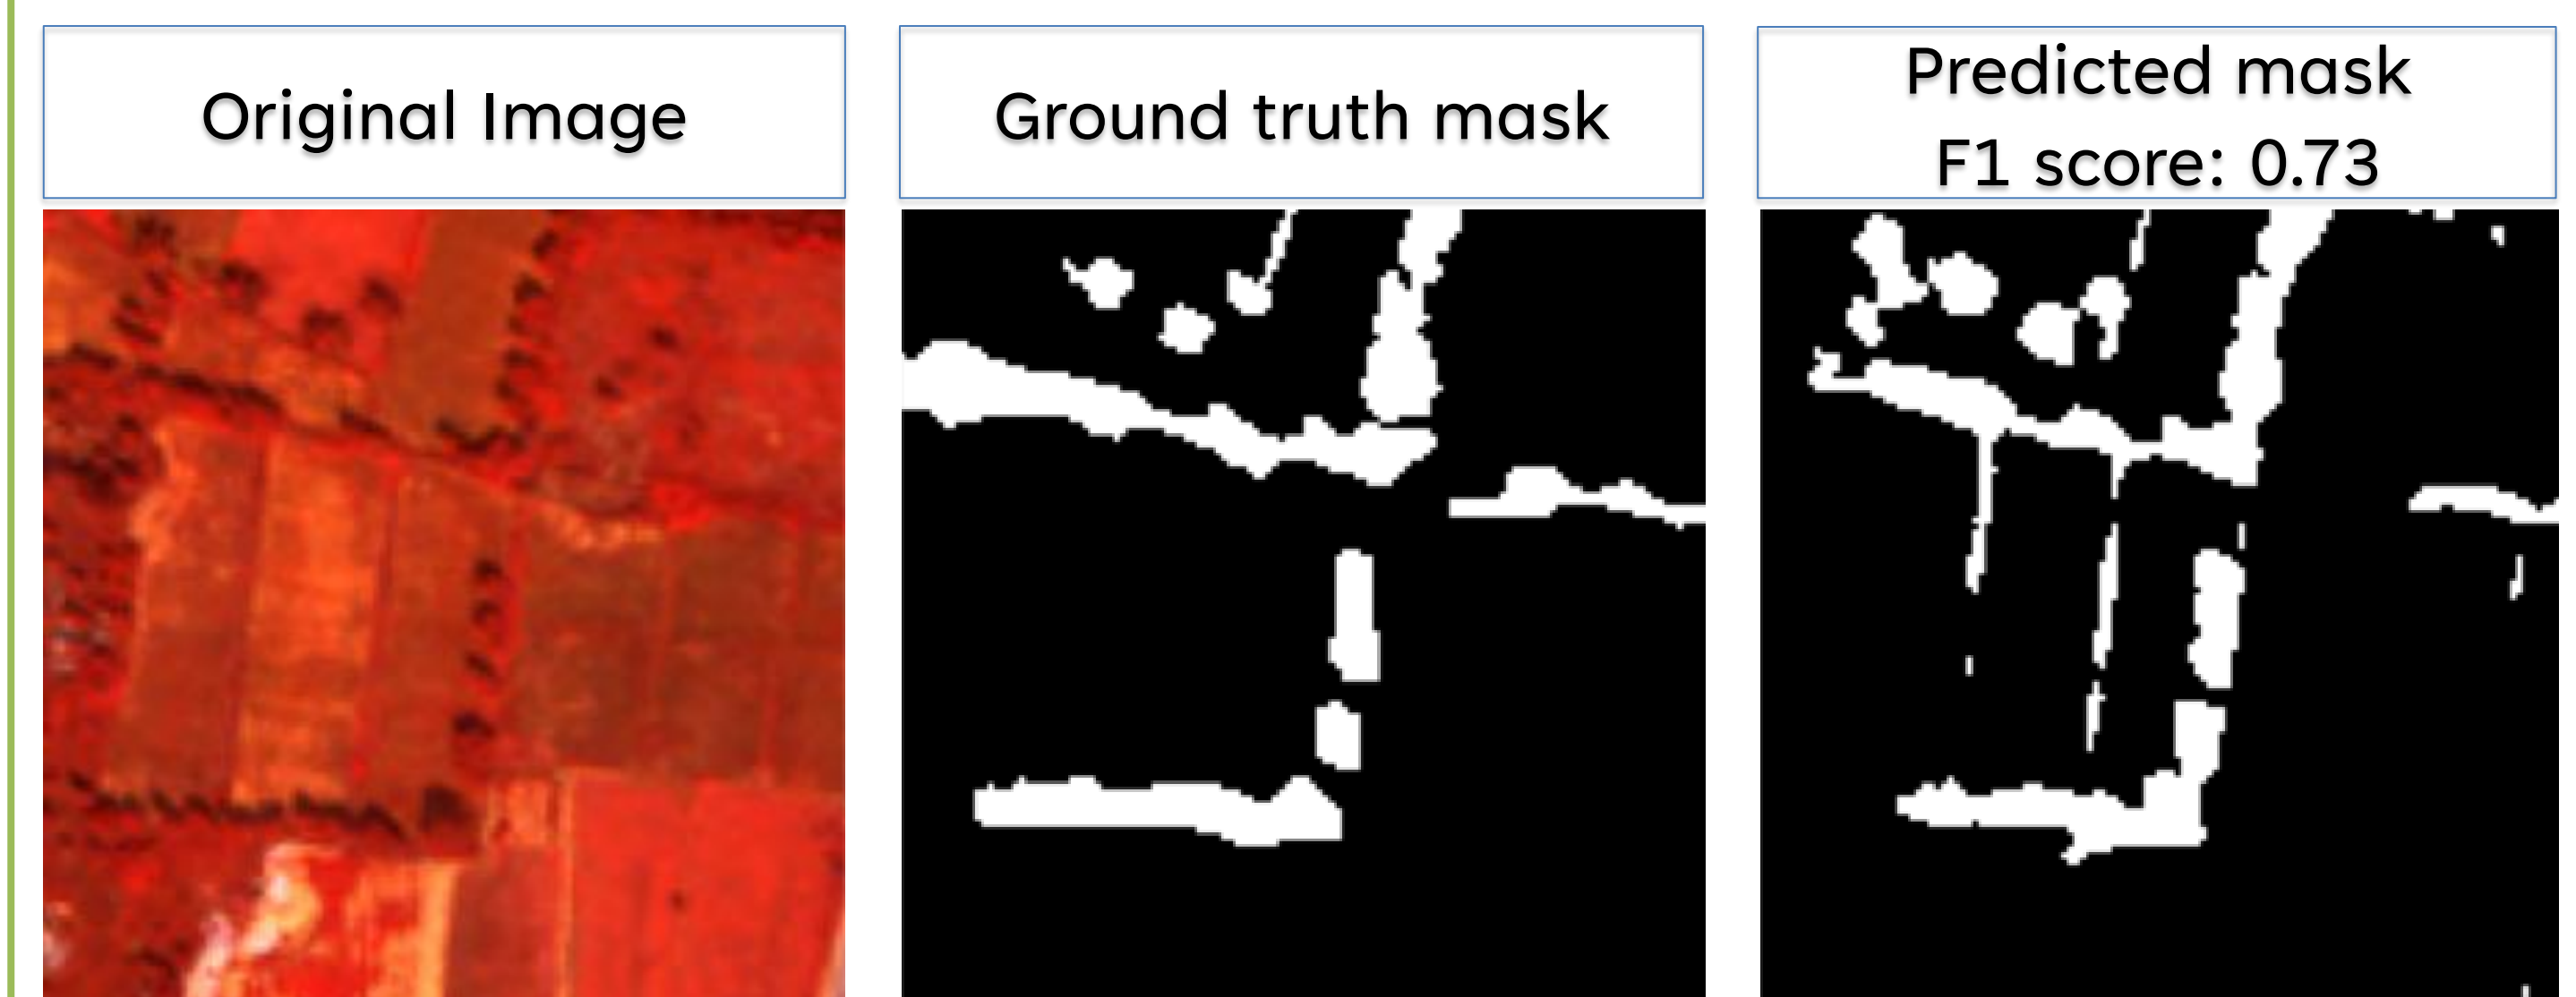 Original Image
Ground truth mask
Predicted mask
F1 score: 0.73